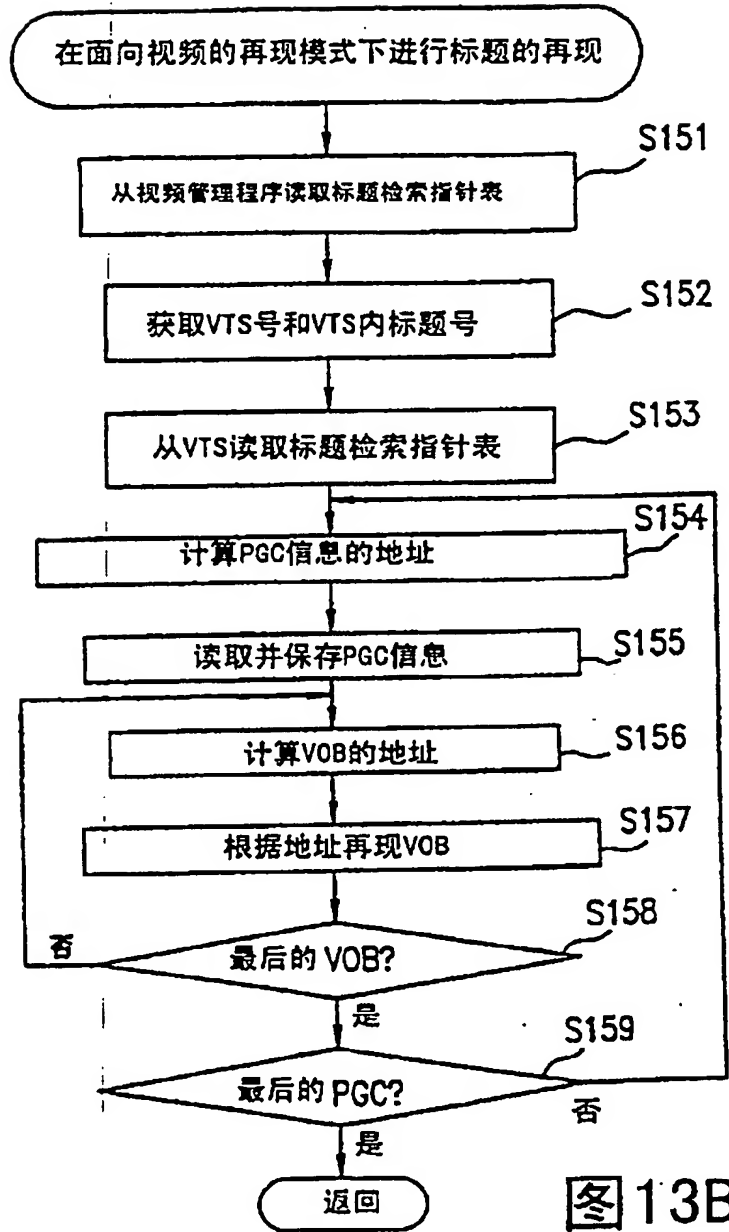 在面向视频的再现模式下进行标题的再现
S151
从视频管理程序读取标题检索指针表
S152
获取VTS号和VTS内标题号
S153
从VTS读取标题检索指针表
S154
计算PGC信息的地址
S155
读取并保存PGC信息
S156
计算VOB的地址
S157
根据地址再现VOB
S158
否
最后的 VOB?
是
S159
最后的 PGC?
否
是
返回
图13B